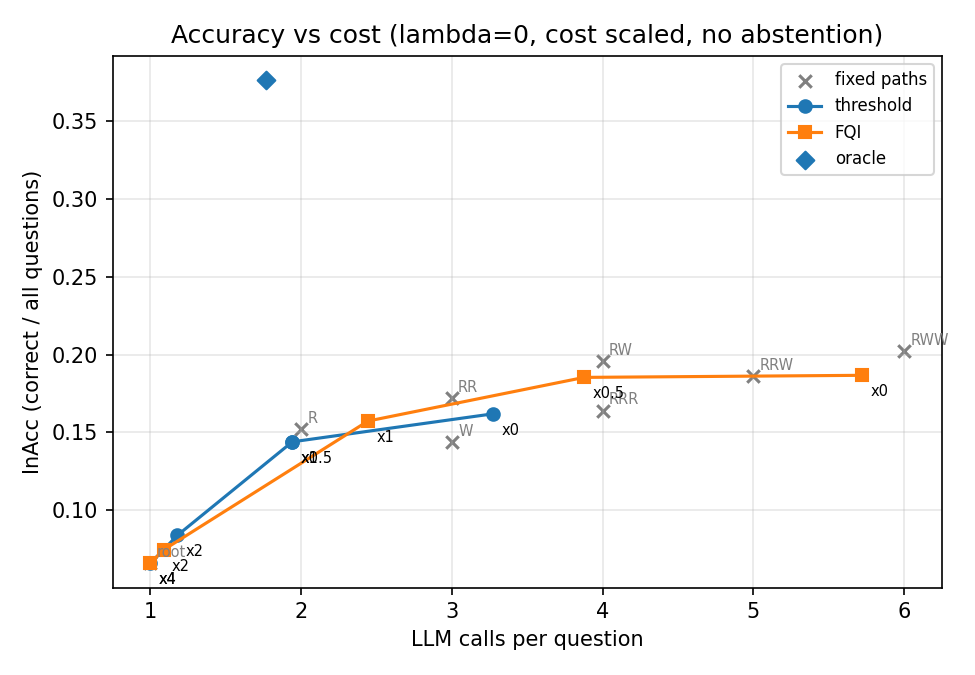 Accuracy vs cost (lambda=0, cost scaled, no abstention)
fixed paths
threshold
FQI
oracle
InAcc (correct / all questions)
0.35
0.30
0.25
0.20
0.15
0.10
RWW
RW
RRW
x0
x0.5
RRR
RR
W
x0
R
x1
x1
x0.5
root
x2
x2
x4
1
2
3
4
5
6
LLM calls per question